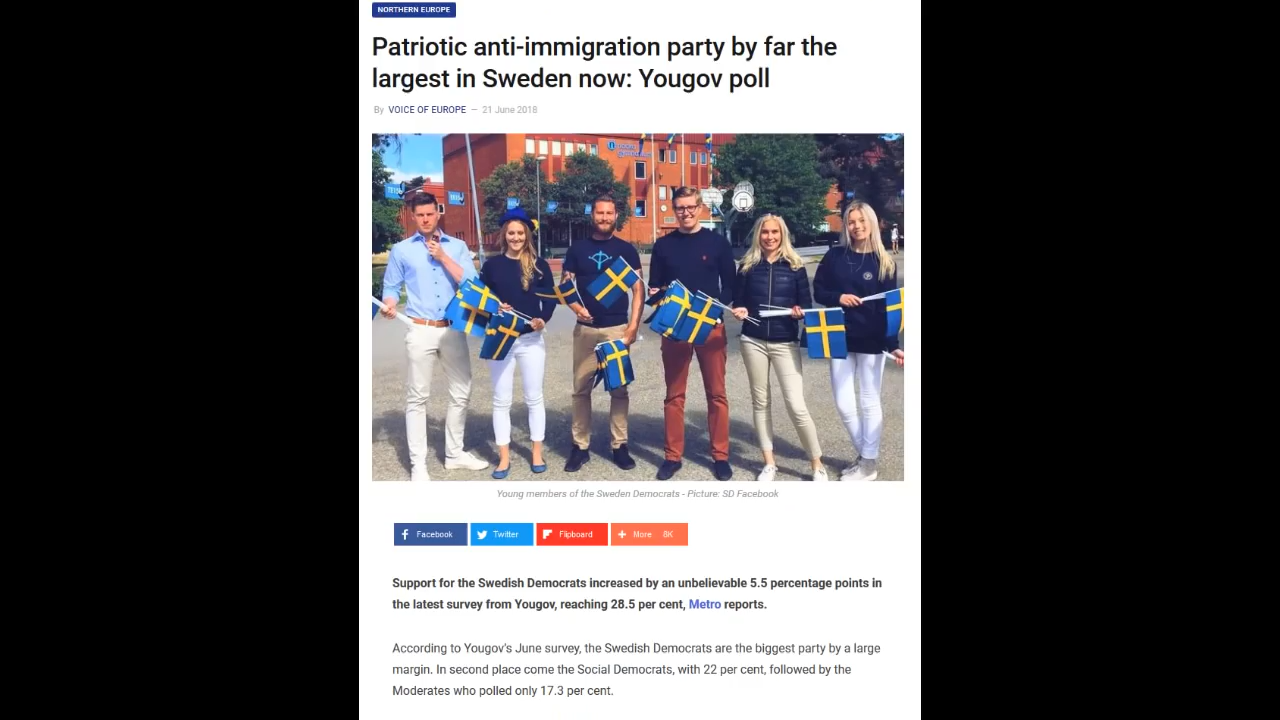 NORTHERN EUROPE
Patriotic anti-immigration party by far the
largest in Sweden now: Yougov poll
By VOICE OF EUROPE — 21 June 2018
Young members of the Sweden Democrats - Picture: SD Facebook
Facebook Twitter Flipboard More 8K
Support for the Swedish Democrats increased by an unbelievable 5.5 percentage points in
the latest survey from Yougov, reaching 28.5 per cent, Metro reports.
According to Yougov's June survey, the Swedish Democrats are the biggest party by a large
margin. In second place come the Social Democrats, with 22 per cent, followed by the
Moderates who polled only 17.3 per cent.